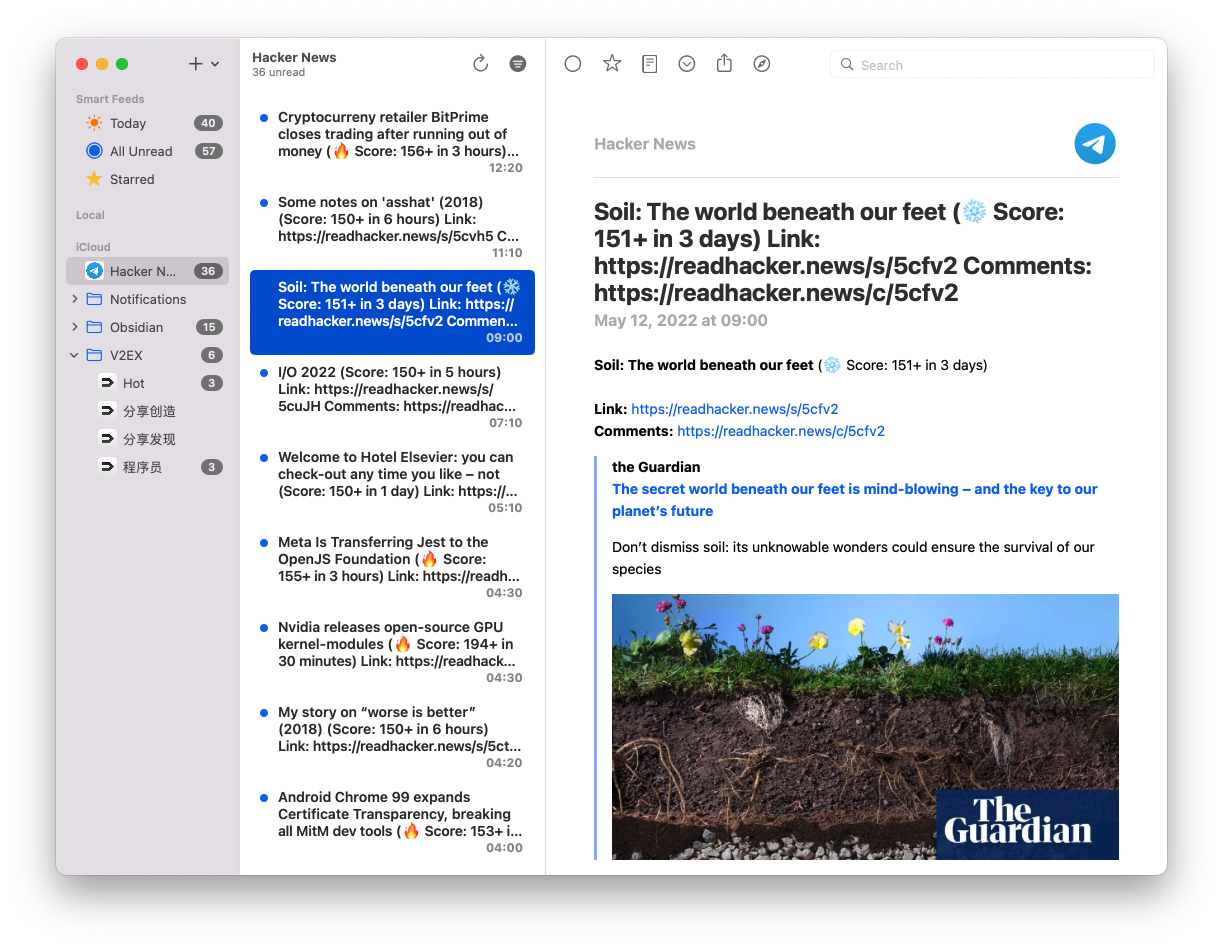 Smart Feeds
Today 40
All Unread 57
Starred
Local
iCloud
Hacker N... 36
Notifications
Obsidian 15
V2EX 6
Hot 3
分享创造
分享发现
程序员 3
Hacker News
36 unread
Cryptocurreny retailer BitPrime
closes trading after running out of
money (🔥 Score: 156+ in 3 hours)...
12:20
Some notes on 'asshat' (2018)
(Score: 150+ in 6 hours) Link:
https://readhacker.news/s/5cvh5 C...
11:10
Soil: The world beneath our feet (❄️
Score: 151+ in 3 days) Link: https://
readhacker.news/s/5cfv2 Commen...
09:00
I/O 2022 (Score: 150+ in 5 hours)
Link: https://readhacker.news/s/
5cuJH Comments: https://readhac...
07:10
Welcome to Hotel Elsevier: you can
check-out any time you like – not
(Score: 150+ in 1 day) Link: https://...
05:10
Meta Is Transferring Jest to the
OpenJS Foundation (🔥 Score:
155+ in 3 hours) Link: https://readh...
04:30
Nvidia releases open-source GPU
kernel-modules (🔥 Score: 194+ in
30 minutes) Link: https://readhack...
04:30
My story on “worse is better”
(2018) (Score: 150+ in 6 hours)
Link: https://readhacker.news/s/5ct...
04:20
Android Chrome 99 expands
Certificate Transparency, breaking
all MitM dev tools (🔥 Score: 153+ i...
04:00
Search
Hacker News
Soil: The world beneath our feet (❄️ Score:
151+ in 3 days) Link:
https://readhacker.news/s/5cfv2 Comments:
https://readhacker.news/c/5cfv2
May 12, 2022 at 09:00
Soil: The world beneath our feet (❄️ Score: 151+ in 3 days)
Link: https://readhacker.news/s/5cfv2
Comments: https://readhacker.news/c/5cfv2
the Guardian
The secret world beneath our feet is mind-blowing – and the key to our
planet’s future
Don’t dismiss soil: its unknowable wonders could ensure the survival of our
species
The
Guardian